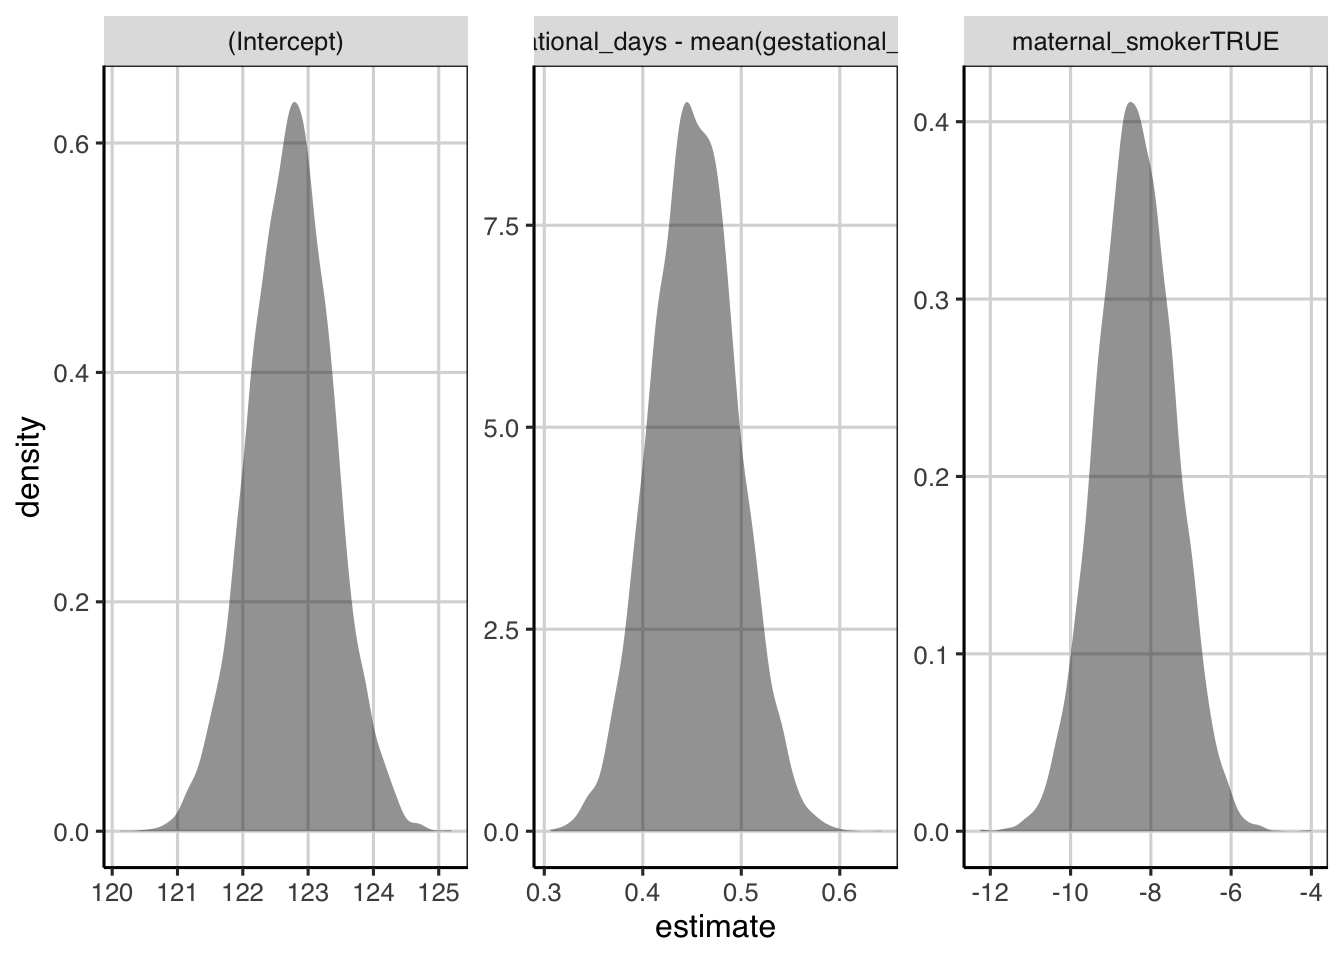 (Intercept)
ational_days - mean(gestational_
maternal_smokerTRUE
density
0.6
0.4
0.2
0.0
120 121 122 123 124 125
7.5
5.0
2.5
0.0
0.3 0.4 0.5 0.6
0.4
0.3
0.2
0.1
0.0
-12 -10 -8 -6 -4
estimate